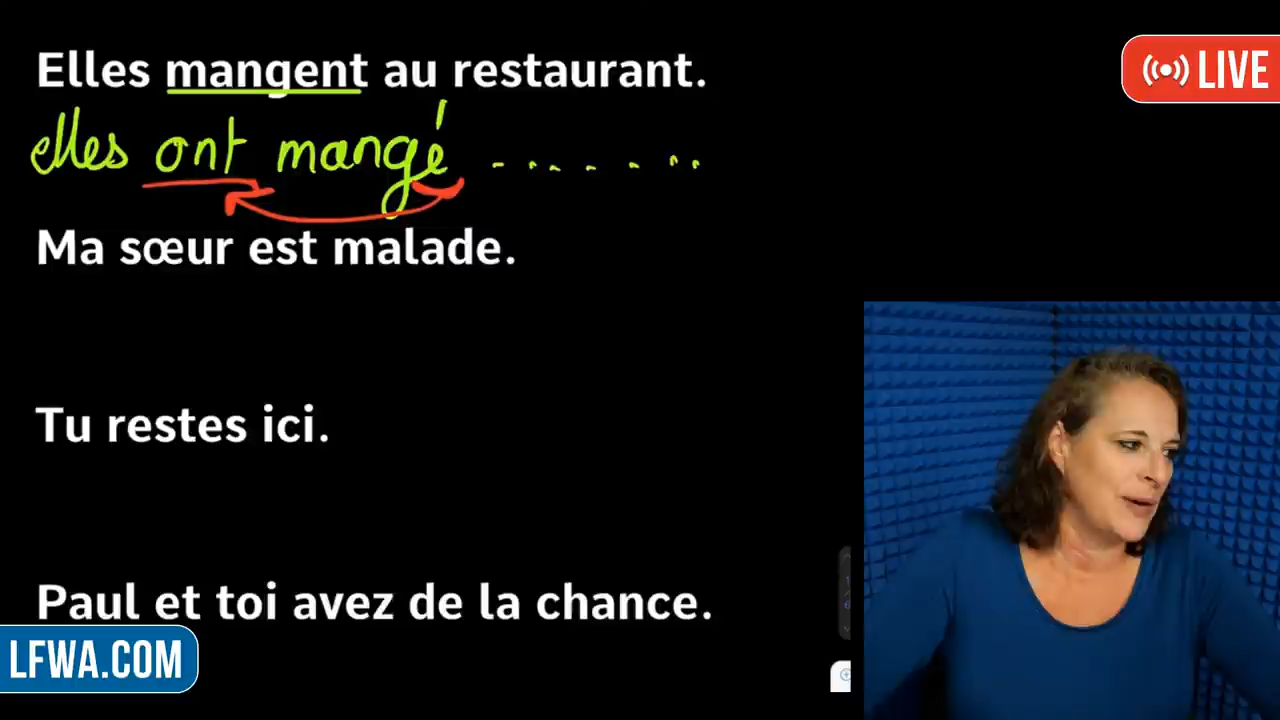 LIVE
Elles mangent au restaurant.
elles ont mangé .........
Ma sœur est malade.
Tu restes ici.
Paul et toi avez de la chance.
LFWA.COM